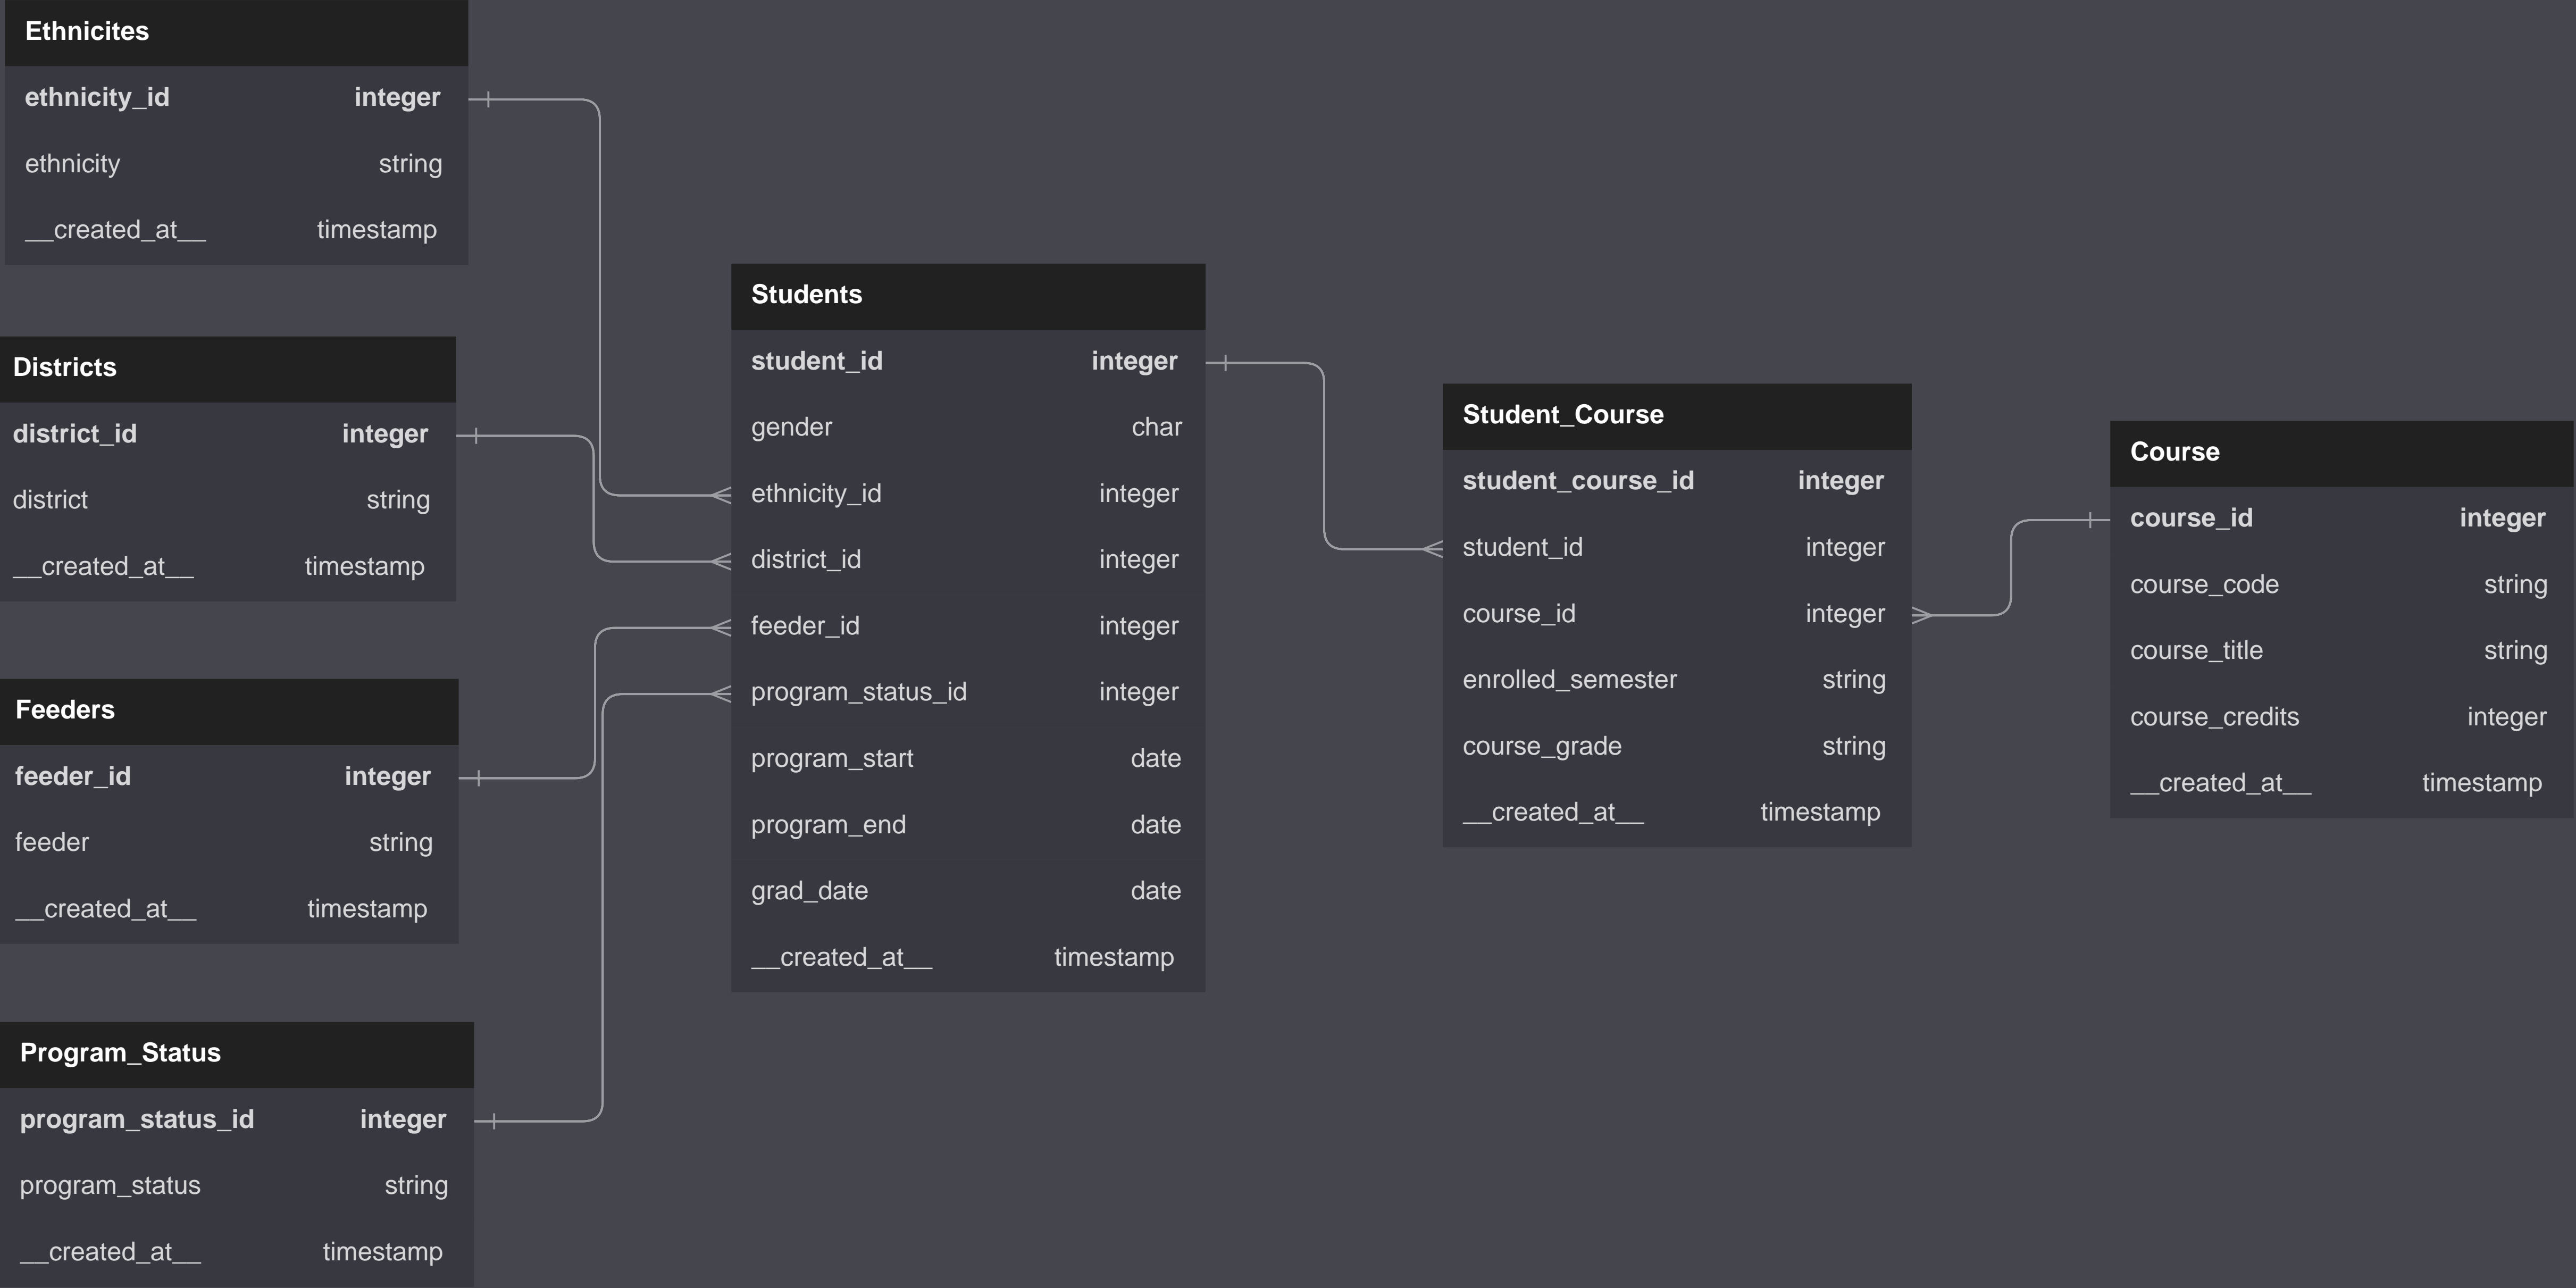 Ethnicites
ethnicity_id integer
ethnicity string
__created_at__ timestamp
Districts
district_id integer
district string
__created_at__ timestamp
Feeders
feeder_id integer
feeder string
__created_at__ timestamp
Program_Status
program_status_id integer
program_status string
__created_at__ timestamp
Students
student_id integer
gender char
ethnicity_id integer
district_id integer
feeder_id integer
program_status_id integer
program_start date
program_end date
grad_date date
__created_at__ timestamp
Student_Course
student_course_id integer
student_id integer
course_id integer
enrolled_semester string
course_grade string
__created_at__ timestamp
Course
course_id integer
course_code string
course_title string
course_credits integer
__created_at__ timestamp